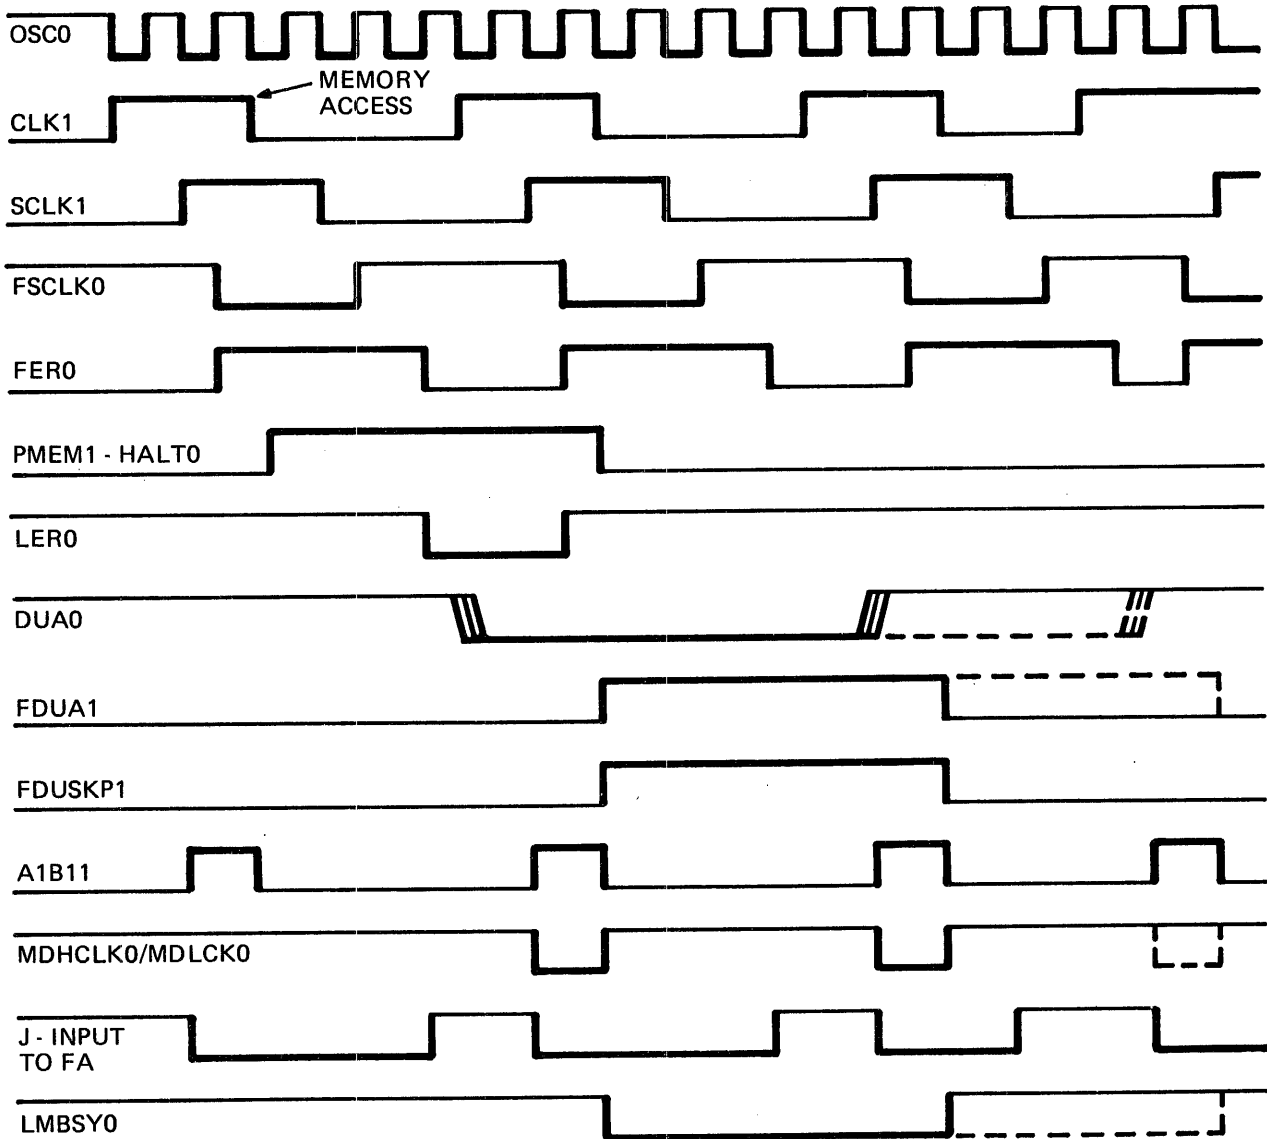 OSC0
MEMORY
ACCESS
CLK1
SCLK1
FSCLK0
FER0
PMEM1 - HALT0
LER0
DUA0
FDUA1
FDUSKP1
A1B11
MDHCLK0/MDLCK0
J - INPUT
TO FA
LMBSY0